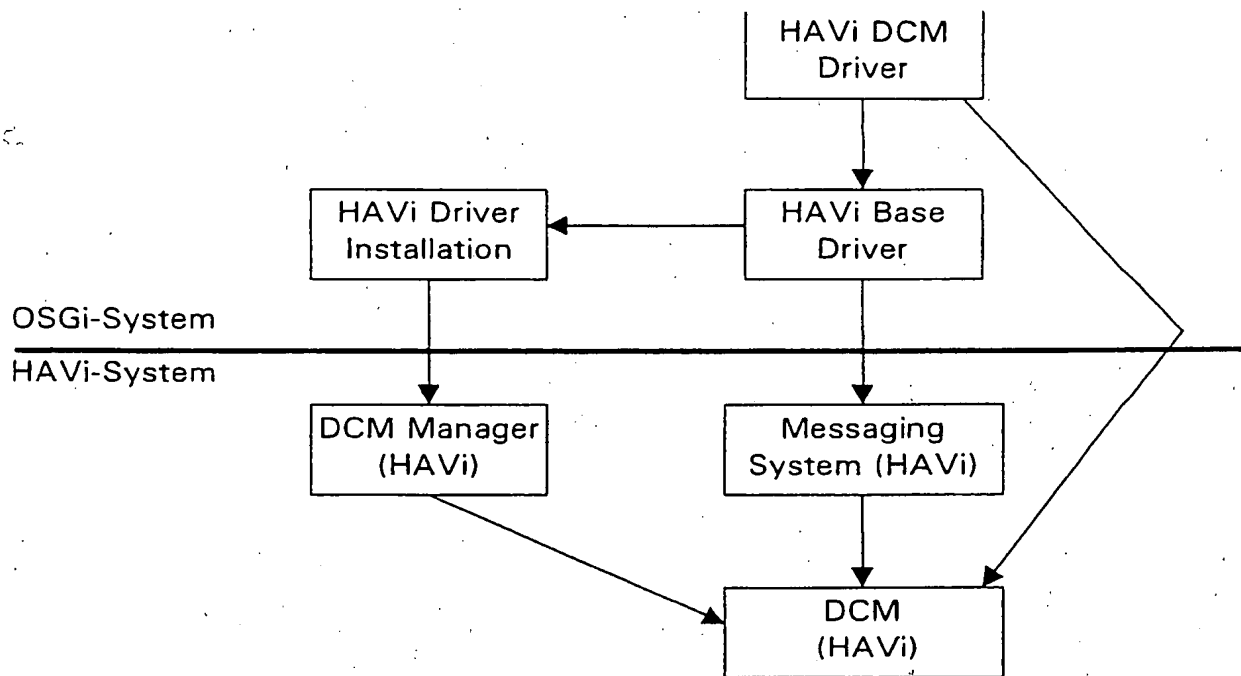 HAVi DCM
Driver
HAVi Driver
Installation
HAVi Base
Driver
OSGi-System
HAVi-System
DCM Manager
(HAVi)
Messaging
System (HAVi)
DCM
(HAVi)